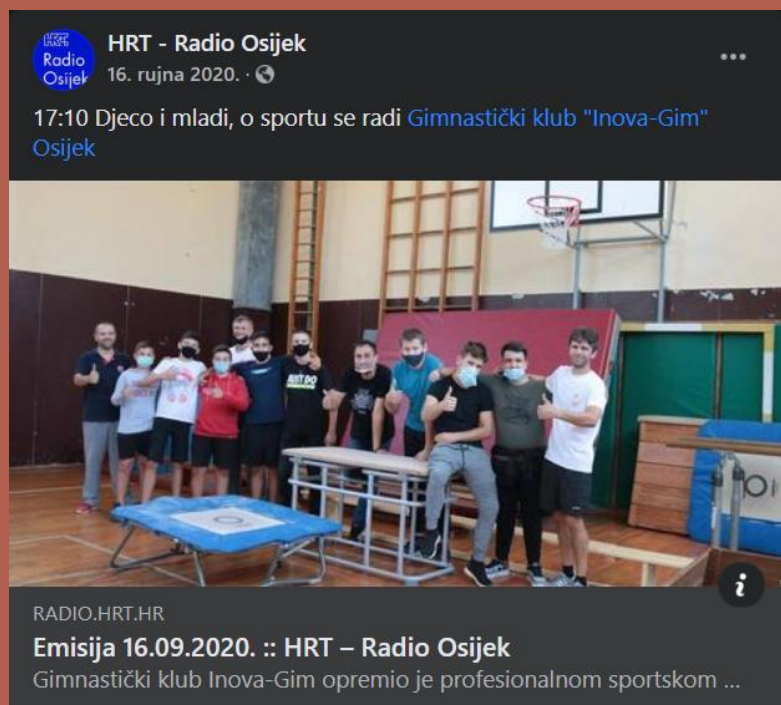 HRT
Radio
Osijek
HRT - Radio Osijek
16. rujna 2020. ·
17:10 Djeco i mladi, o sportu se radi Gimnastički klub "Inova-Gim"
Osijek
JUST DO
RADIO.HRT.HR
Emisija 16.09.2020. :: HRT – Radio Osijek
Gimnastički klub Inova-Gim opremio je profesionalnom sportskom ...